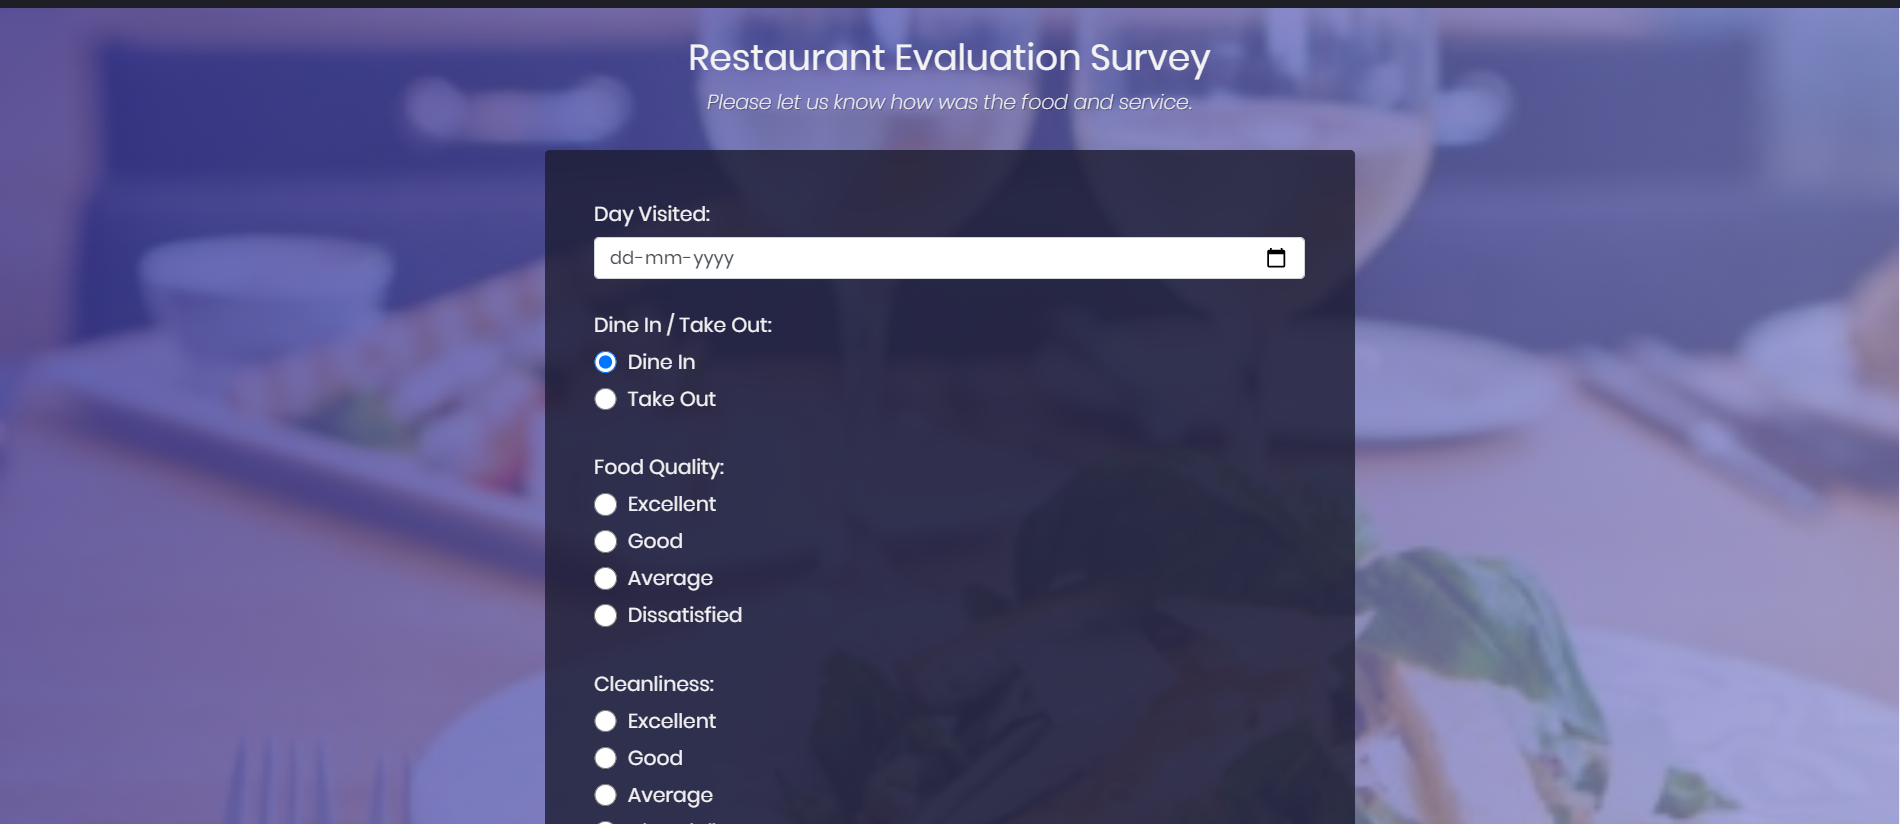 Restaurant Evaluation Survey
Please let us know how was the food and service.
Day Visited:
dd-mm-yyyy
Dine In / Take Out:
Dine In
Take Out
Food Quality:
Excellent
Good
Average
Dissatisfied
Cleanliness:
Excellent
Good
Average